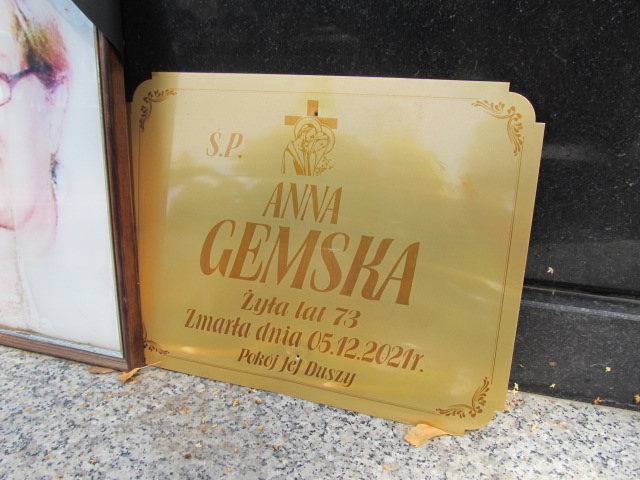 Ś.P.
ANNA
GEMSKA
Żyła lat 73
Zmarła dnia 05.12.2021r.
Pokój Jej Duszy